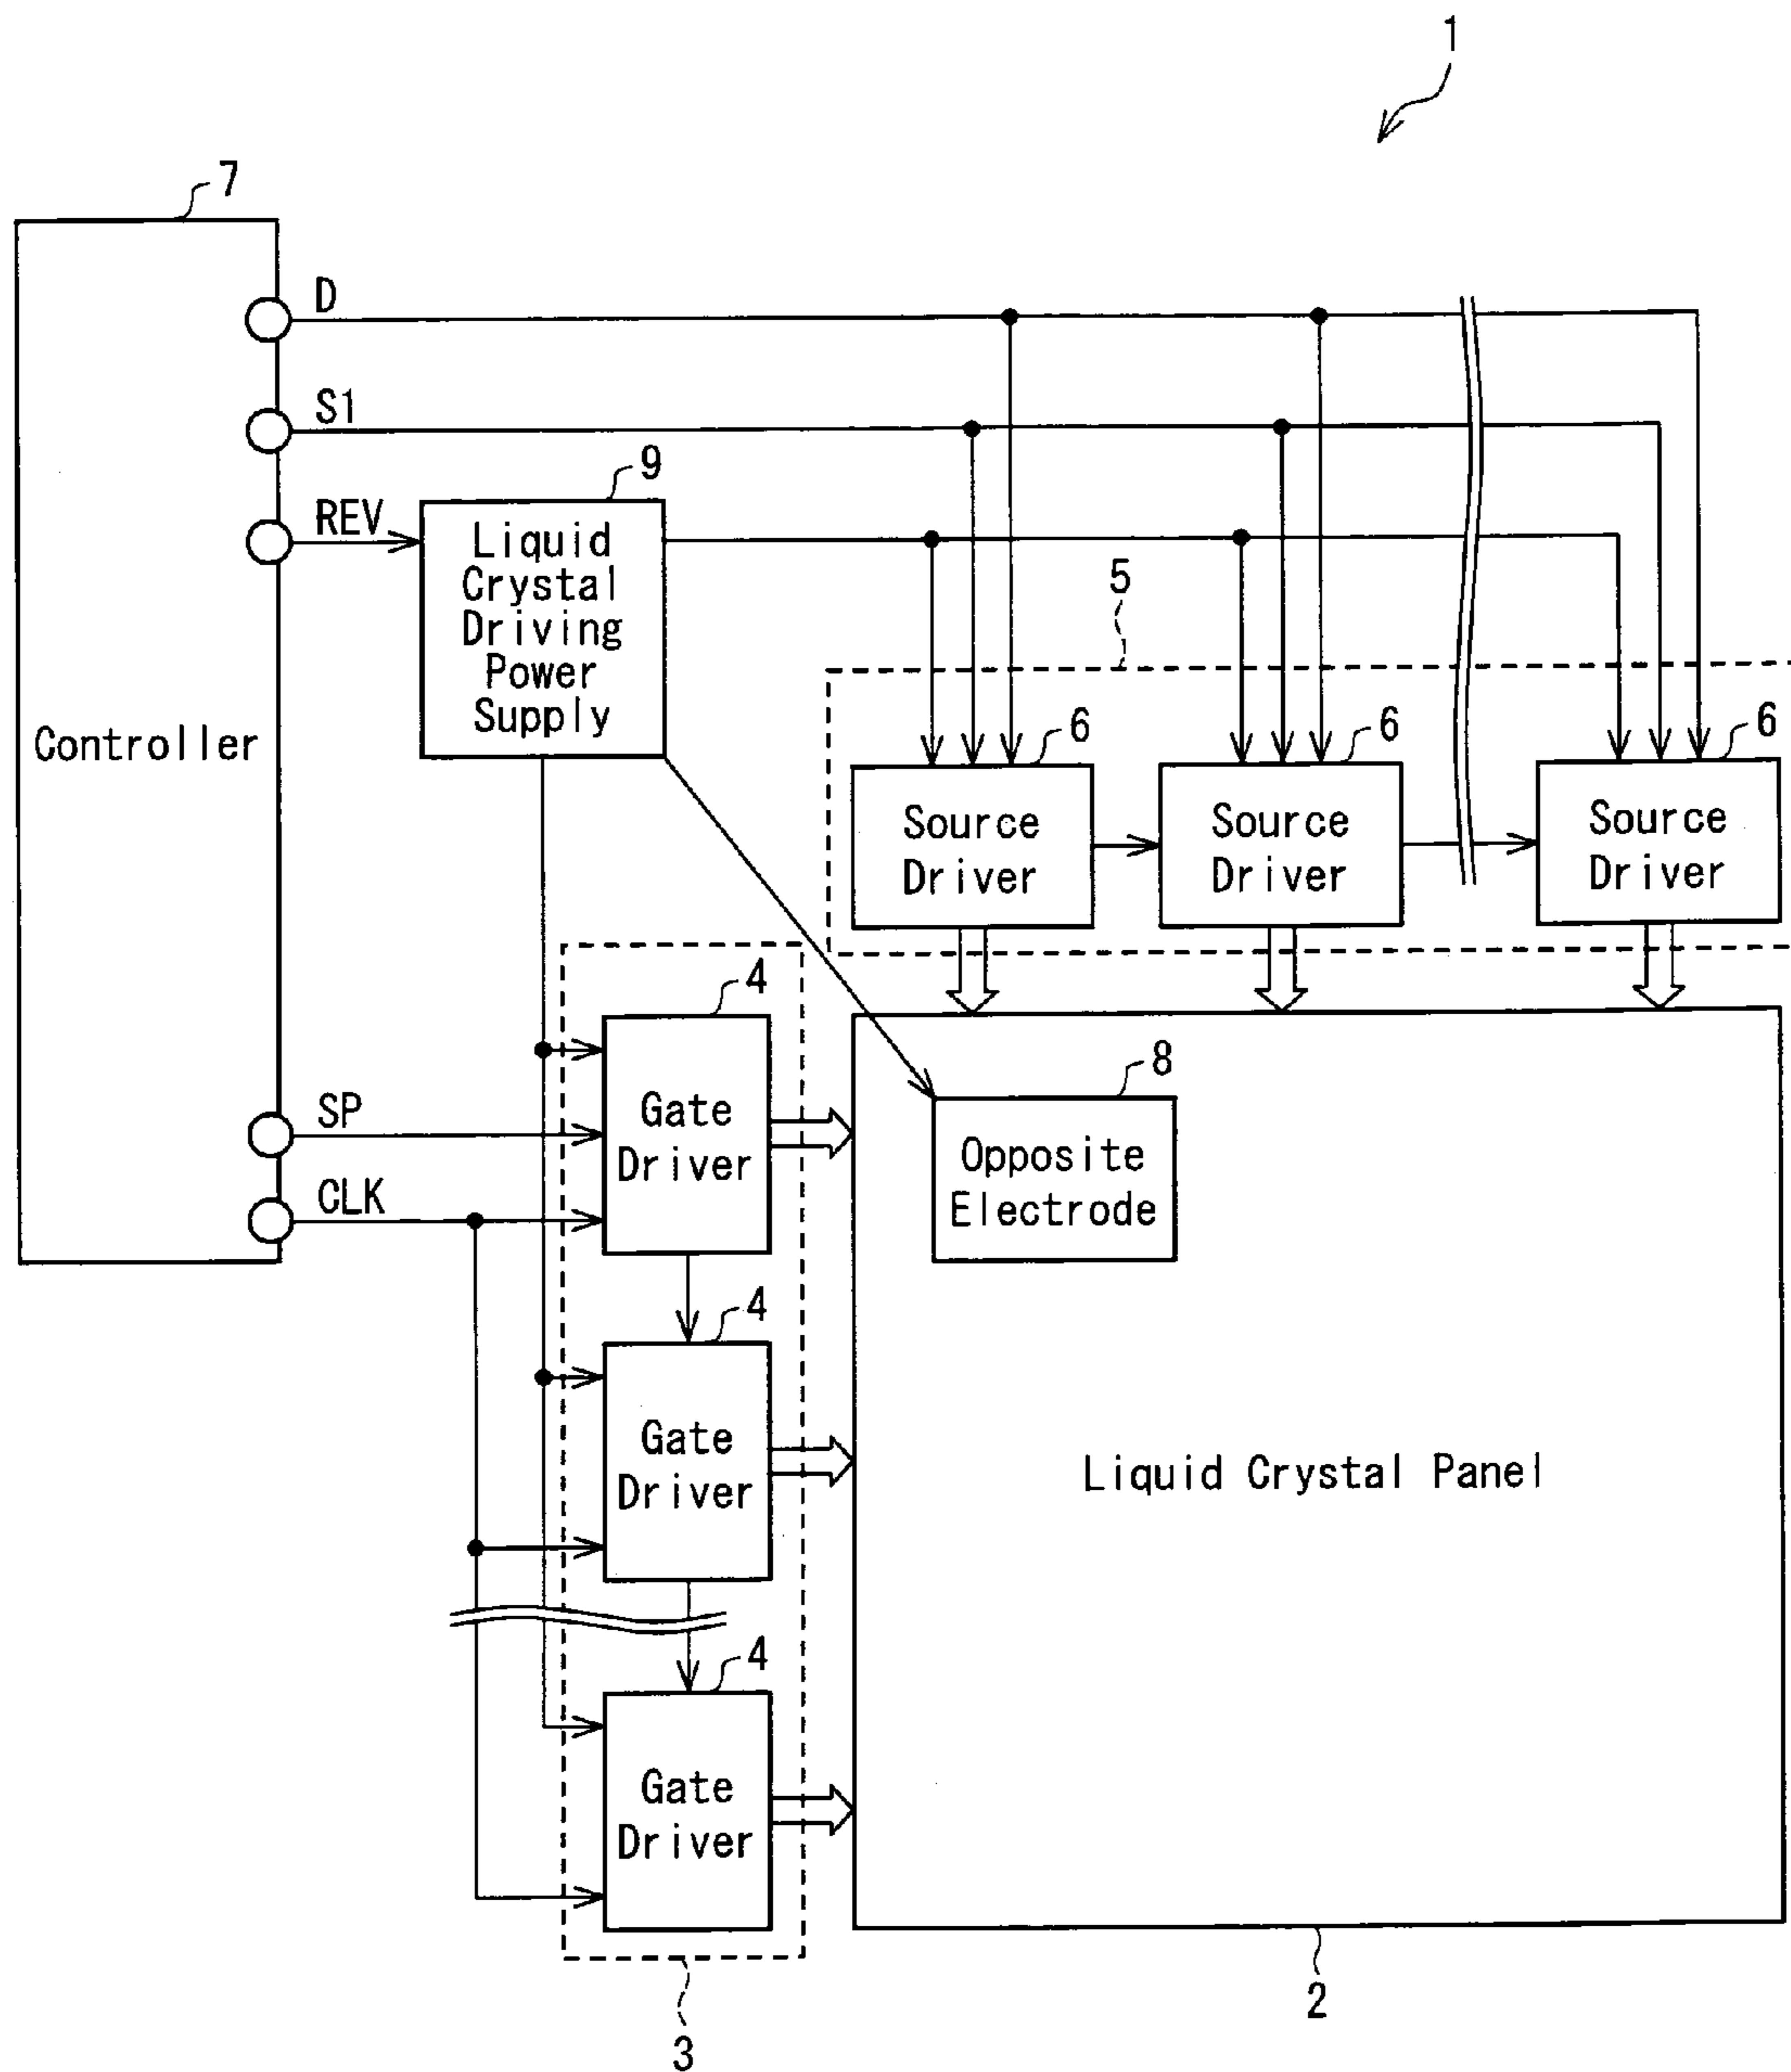 1
7
D
S1
9
REV
Liquid
Crystal
Driving
Power
Supply
5
Controller
6
6
6
Source
Driver
Source
Driver
Source
Driver
4
8
SP
Gate
Driver
Opposite
Electrode
CLK
4
Gate
Driver
Liquid Crystal Panel
4
Gate
Driver
2
3